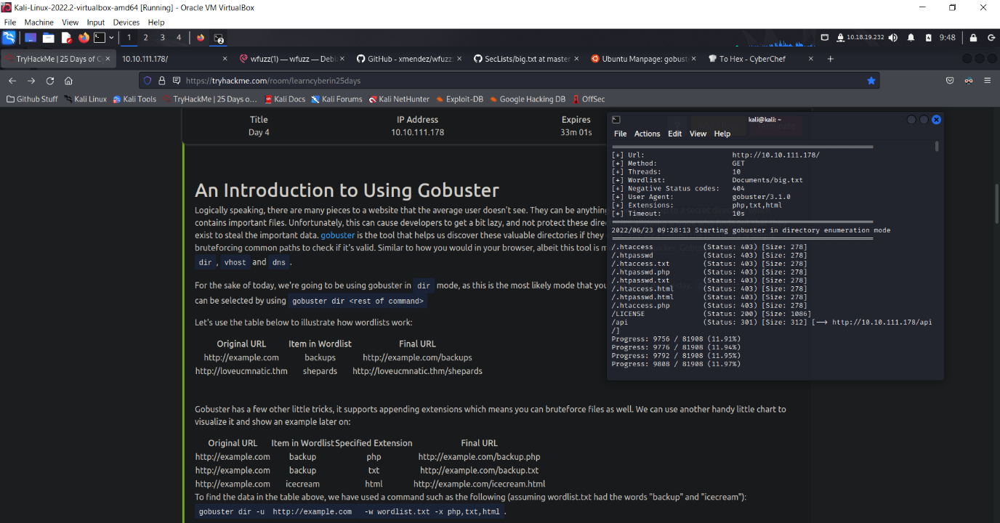 Kali-Linux-2022.2-virtualbox-amd64 [Running] - Oracle VM VirtualBox
File Machine View Input Devices Help
1 2 3 4 10.18.19.232 9:48
TryHackMe | 25 Days of C 10.10.111.178/ wfuzz(1) — wfuzz — Debi GitHub - xmendez/wfuzz: SecLists/big.txt at master Ubuntu Manpage: gobust To Hex - CyberChef
https://tryhackme.com/room/learncyberin25days
Github Stuff Kali Linux Kali Tools TryHackMe | 25 Days o... Kali Docs Kali Forums Kali NetHunter Exploit-DB Google Hacking DB OffSec
Title IP Address Expires
Day 4 10.10.111.178 33m 01s
An Introduction to Using Gobuster
Logically speaking, there are many pieces to a website that the average user doesn't see. They can be anything
contains important files. Unfortunately, this can cause developers to get a bit lazy, and not protect these dire
exist to steal the important data. gobuster is the tool that helps us discover these valuable directories if they
bruteforcing common paths to check if it's valid. Similar to how you would in your browser, albeit this tool is m
dir , vhost and dns .
For the sake of today, we're going to be using gobuster in dir mode, as this is the most likely mode that you
can be selected by using gobuster dir <rest of command>
Let's use the table below to illustrate how wordlists work:
Original URL Item in Wordlist Final URL
http://example.com backups http://example.com/backups
http://loveucmnatic.thm shepards http://loveucmnatic.thm/shepards
Gobuster has a few other little tricks, it supports appending extensions which means you can bruteforce files as well. We can use another handy little chart to
visualize it and show an example later on:
Original URL Item in Wordlist Specified Extension Final URL
http://example.com backup php http://example.com/backup.php
http://example.com backup txt http://example.com/backup.txt
http://example.com icecream html http://example.com/icecream.html
To find the data in the table above, we have used a command such as the following (assuming wordlist.txt had the words "backup" and "icecream"):
gobuster dir -u http://example.com -w wordlist.txt -x php,txt,html .
kali@kali: ~
File Actions Edit View Help
[+] Url: http://10.10.111.178/
[+] Method: GET
[+] Threads: 10
[+] Wordlist: Documents/big.txt
[+] Negative Status codes: 404
[+] User Agent: gobuster/3.1.0
[+] Extensions: php,txt,html
[+] Timeout: 10s
2022/06/23 09:28:13 Starting gobuster in directory enumeration mode
/.htaccess (Status: 403) [Size: 278]
/.htpasswd (Status: 403) [Size: 278]
/.htaccess.txt (Status: 403) [Size: 278]
/.htpasswd.php (Status: 403) [Size: 278]
/.htpasswd.txt (Status: 403) [Size: 278]
/.htaccess.html (Status: 403) [Size: 278]
/.htpasswd.html (Status: 403) [Size: 278]
/.htaccess.php (Status: 403) [Size: 278]
/LICENSE (Status: 200) [Size: 1086]
/api (Status: 301) [Size: 312] [--> http://10.10.111.178/api
/]
Progress: 9756 / 81908 (11.91%)
Progress: 9776 / 81908 (11.94%)
Progress: 9792 / 81908 (11.95%)
Progress: 9808 / 81908 (11.97%)